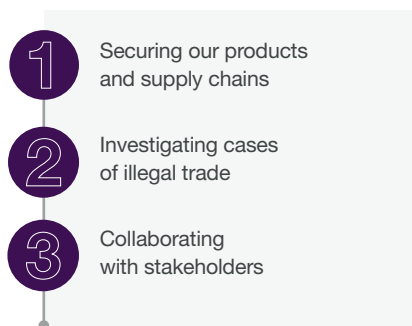 1
Securing our products
and supply chains
2
Investigating cases
of illegal trade
3
Collaborating
with stakeholders